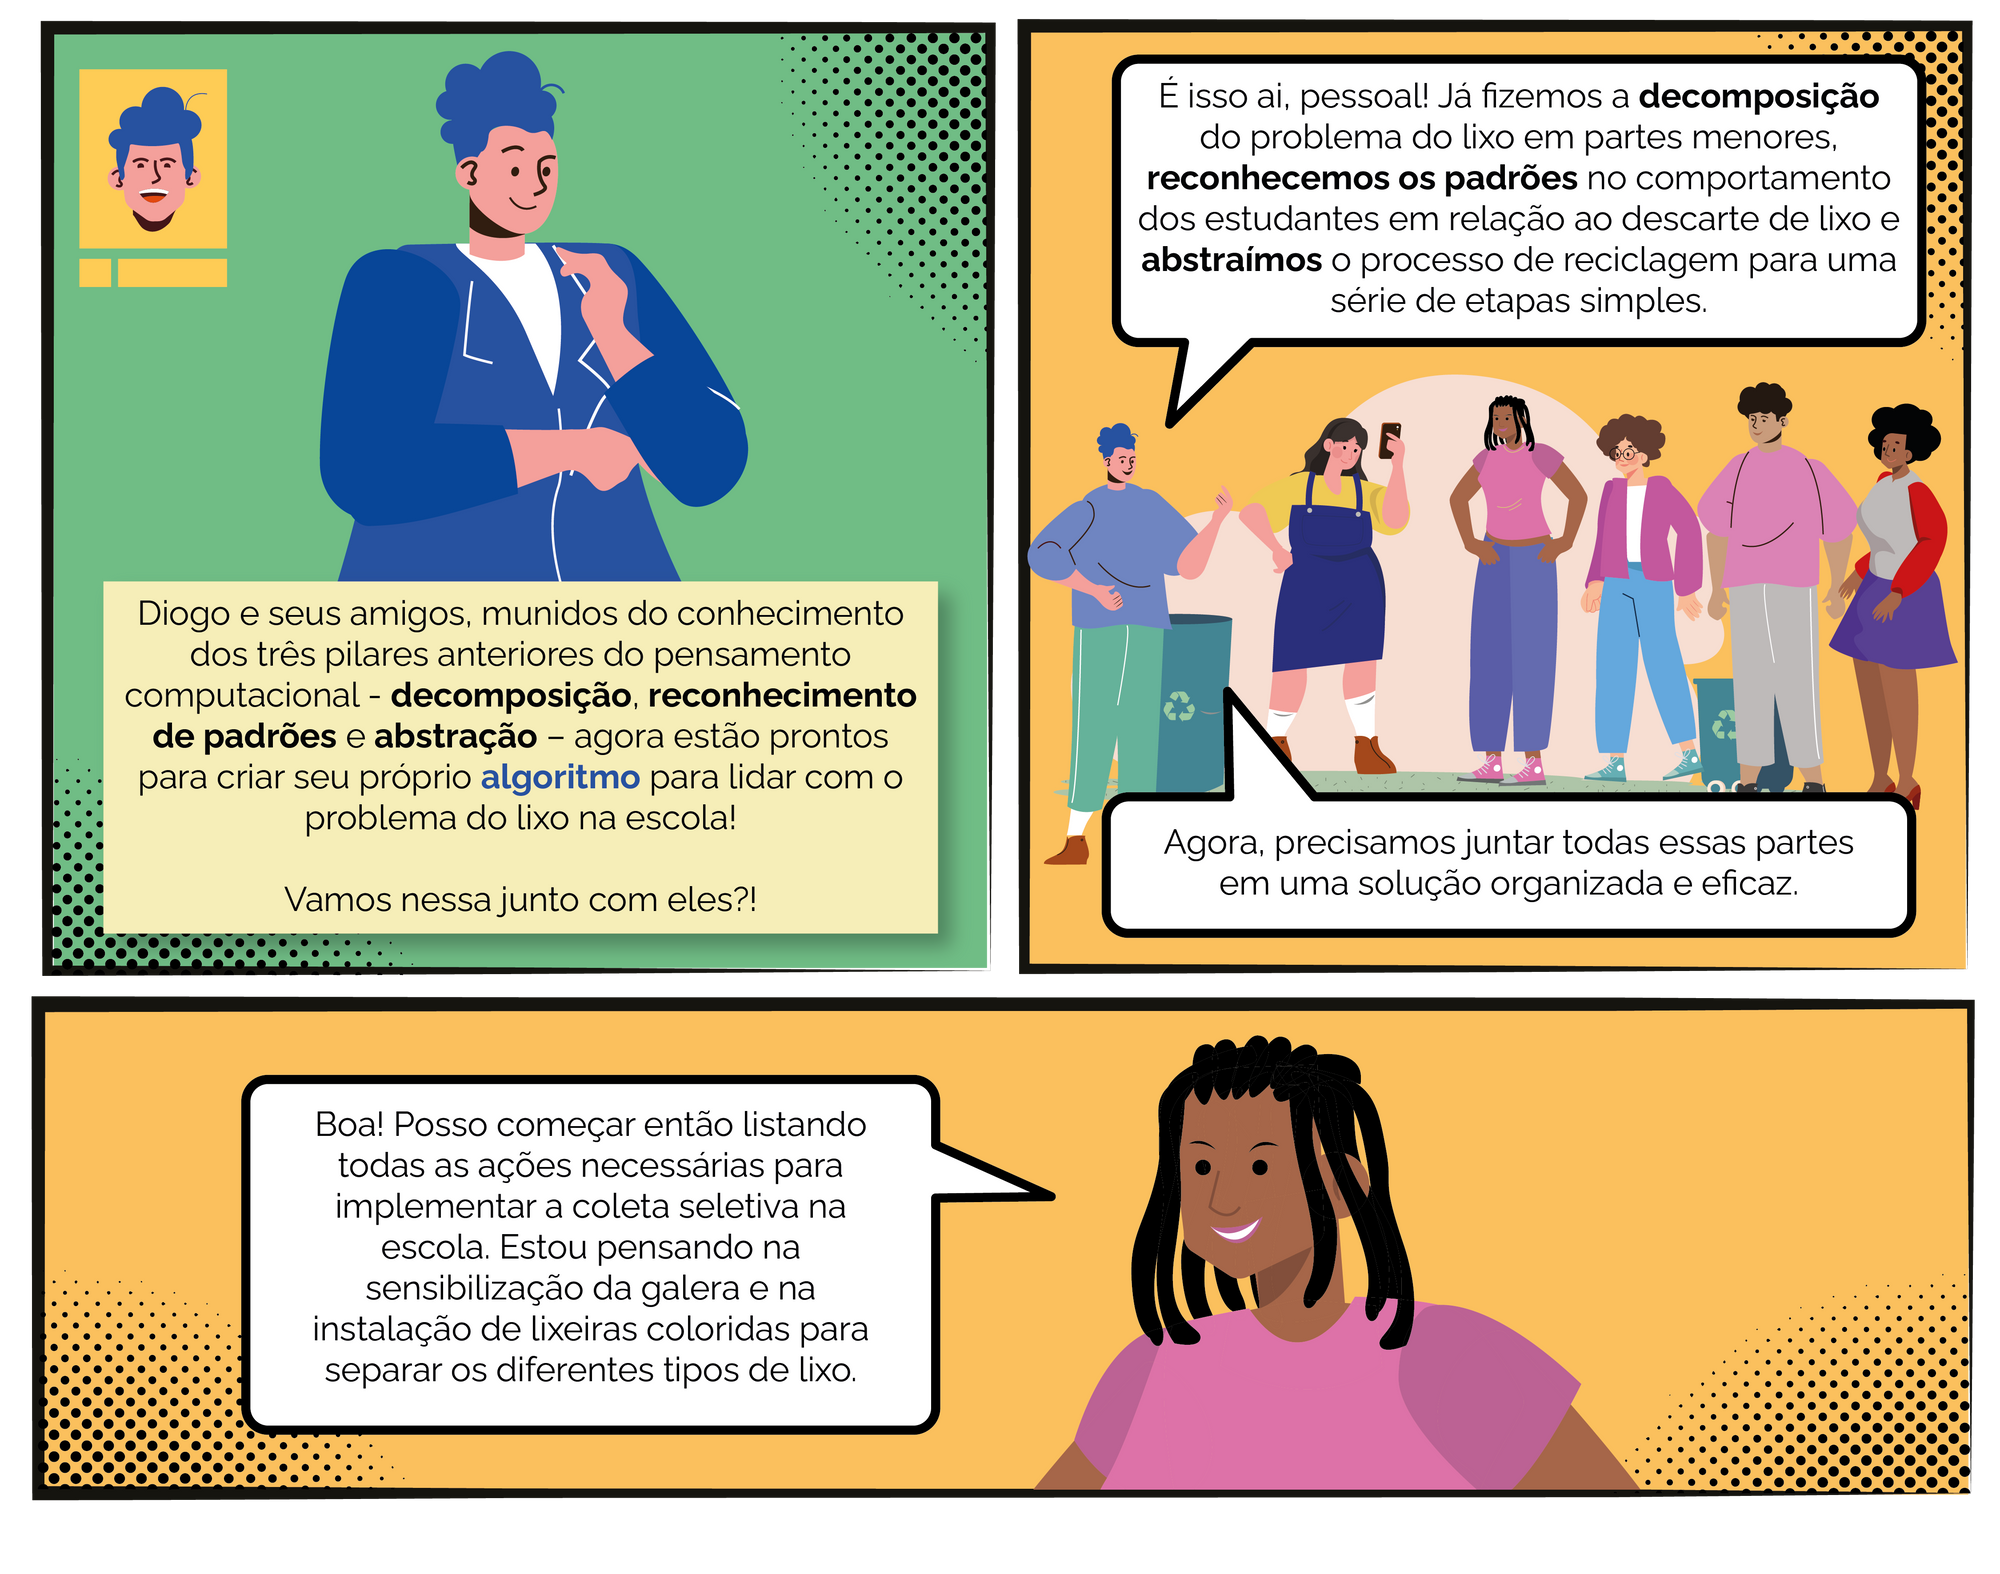 Diogo e seus amigos, munidos do conhecimento
dos três pilares anteriores do pensamento
computacional - decomposição, reconhecimento
de padrões e abstração – agora estão prontos
para criar seu próprio algoritmo para lidar com o
problema do lixo na escola!
Vamos nessa junto com eles?!
É isso ai, pessoal! Já fizemos a decomposição
do problema do lixo em partes menores,
reconhecemos os padrões no comportamento
dos estudantes em relação ao descarte de lixo e
abstraímos o processo de reciclagem para uma
série de etapas simples.
Agora, precisamos juntar todas essas partes
em uma solução organizada e eficaz.
Boa! Posso começar então listando
todas as ações necessárias para
implementar a coleta seletiva na
escola. Estou pensando na
sensibilização da galera e na
instalação de lixeiras coloridas para
separar os diferentes tipos de lixo.